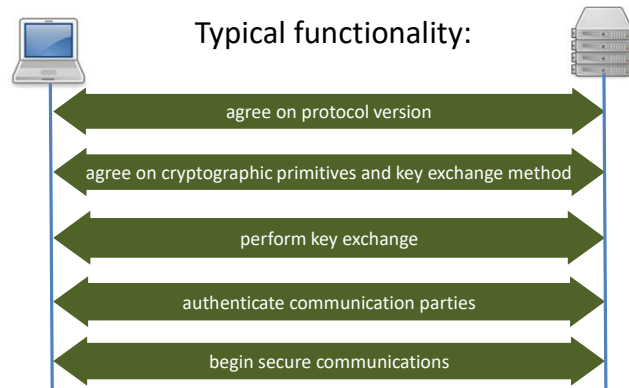 Typical functionality:
agree on protocol version
agree on cryptographic primitives and key exchange method
perform key exchange
authenticate communication parties
begin secure communications